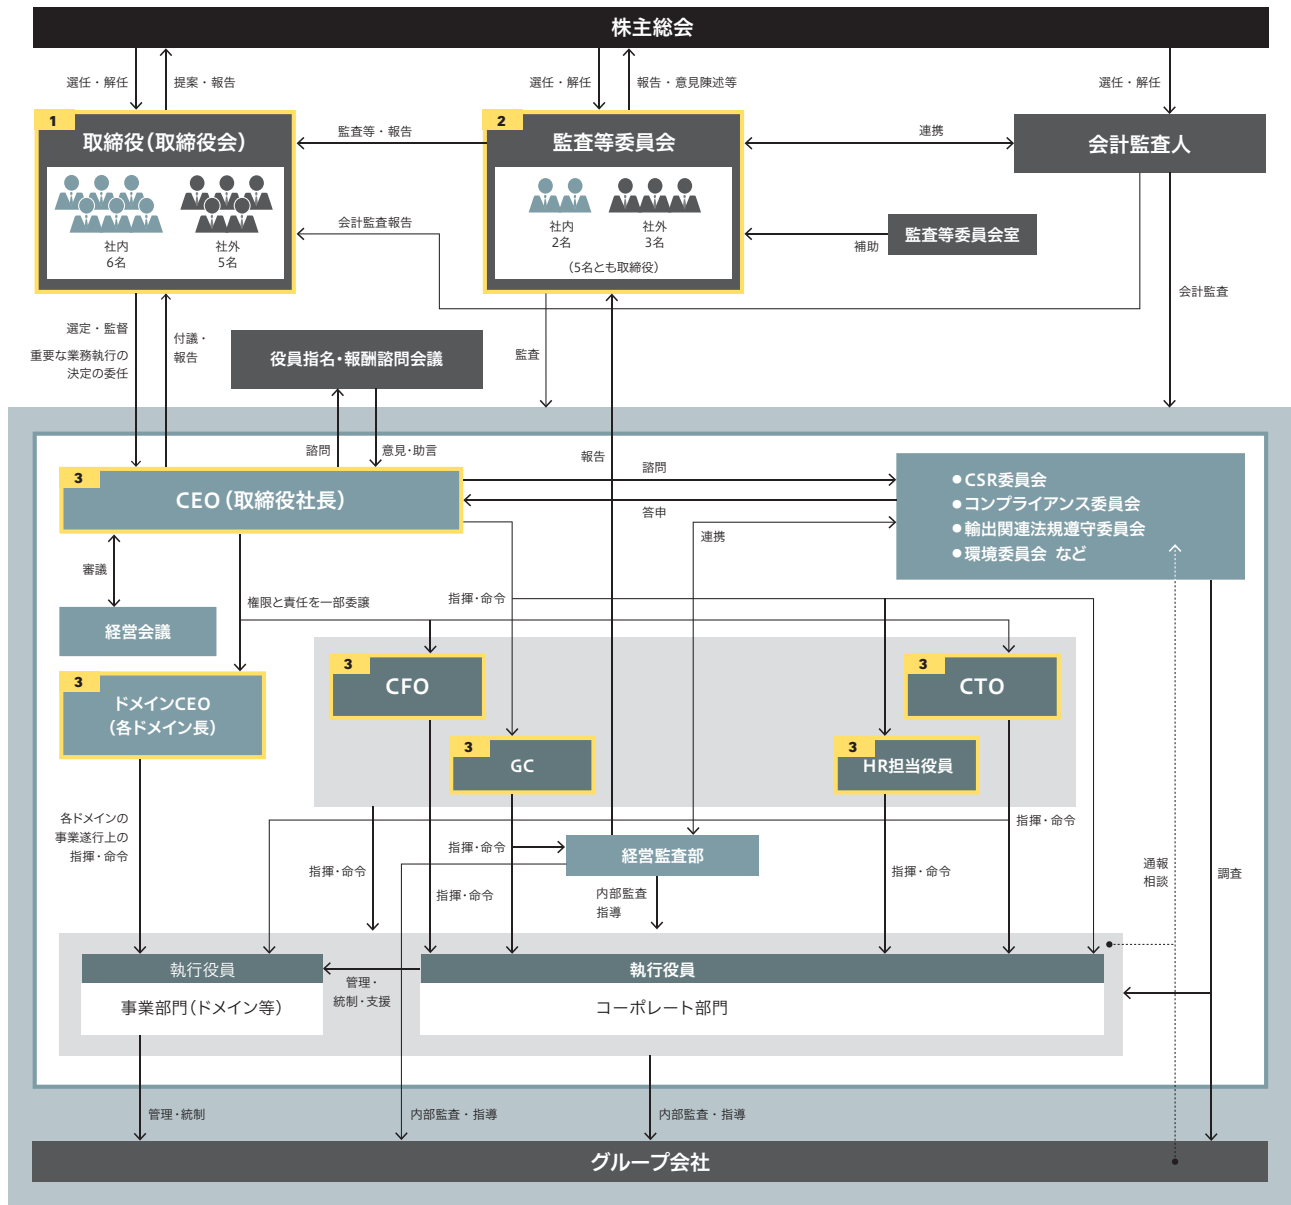 株主総会
選任・解任
提案・報告
選任・解任
報告・意見陳述等
選任・解任
1
取締役（取締役会）
社内
6名
社外
5名
監査等・報告
会計監査報告
2
監査等委員会
社内
2名
社外
3名
（5名とも取締役）
連携
会計監査人
補助
監査等委員会室
会計監査
選定・監督
重要な業務執行の
決定の委任
付議・
報告
役員指名・報酬諮問会議
監査
諮問
意見・助言
報告
3
CEO（取締役社長）
諮問
答申
連携
●CSR委員会
●コンプライアンス委員会
●輸出関連法規遵守委員会
●環境委員会 など
審議
経営会議
権限と責任を一部委譲
指揮・命令
3
ドメインCEO
（各ドメイン長）
3
CFO
3
CTO
3
GC
3
HR担当役員
各ドメインの
事業遂行上の
指揮・命令
指揮・命令
指揮・命令
指揮・命令
経営監査部
内部監査
指導
指揮・命令
指揮・命令
通報
相談
調査
執行役員
事業部門（ドメイン等）
管理・
統制・支援
執行役員
コーポレート部門
管理・統制
内部監査・指導
内部監査・指導
グループ会社